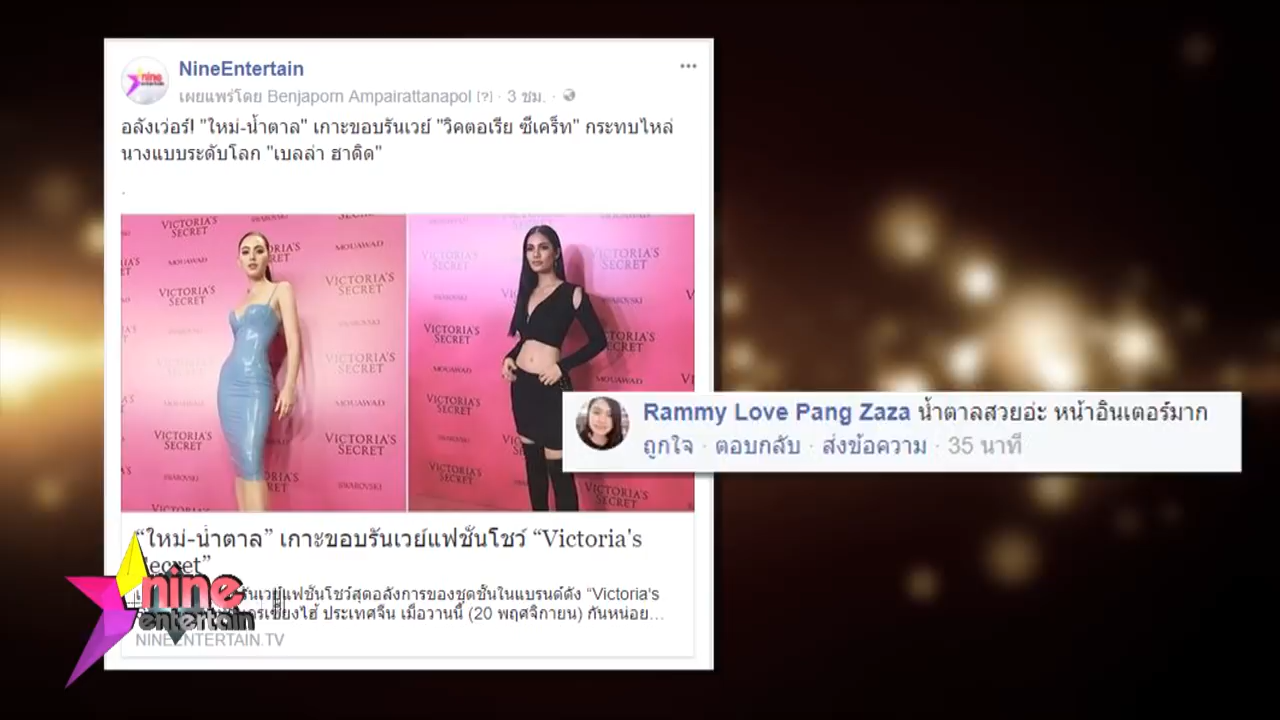 NineEntertain
เผยแพร่โดย Benjaporn Ampairattanapol [?] · 3 ชม. ·
อลังเว่อร์! "ใหม่-น้ำตาล" เกาะขอบรันเวย์ "วิคตอเรีย ซีเคร็ท" กระทบไหล่
นางแบบระดับโลก "เบลล่า ฮาดิด"
.
VICTORIA'S SECRET
SWAROVSKI
MOUAWAD
VICTORIA'S SECRET
VICTORIA'S SECRET
VICTORIA'S SECRET
MOUAWAD
VICTORIA'S SECRET
Rammy Love Pang Zaza น้ำตาลสวยอ่ะ หน้าอินเตอร์มาก
ถูกใจ · ตอบกลับ · ส่งข้อความ · 35 นาที
“ใหม่-น้ำตาล” เกาะขอบรันเวย์แฟชั่นโชว์ “Victoria's
Secret”
รันเวย์แฟชั่นโชว์สุดอลังการของชุดชั้นในแบรนด์ดัง “Victoria's
ประเทศจีน เมื่อวานนี้ (20 พฤศจิกายน) กันหน่อย...
NINEENTERTAIN.TV
nine
entertain